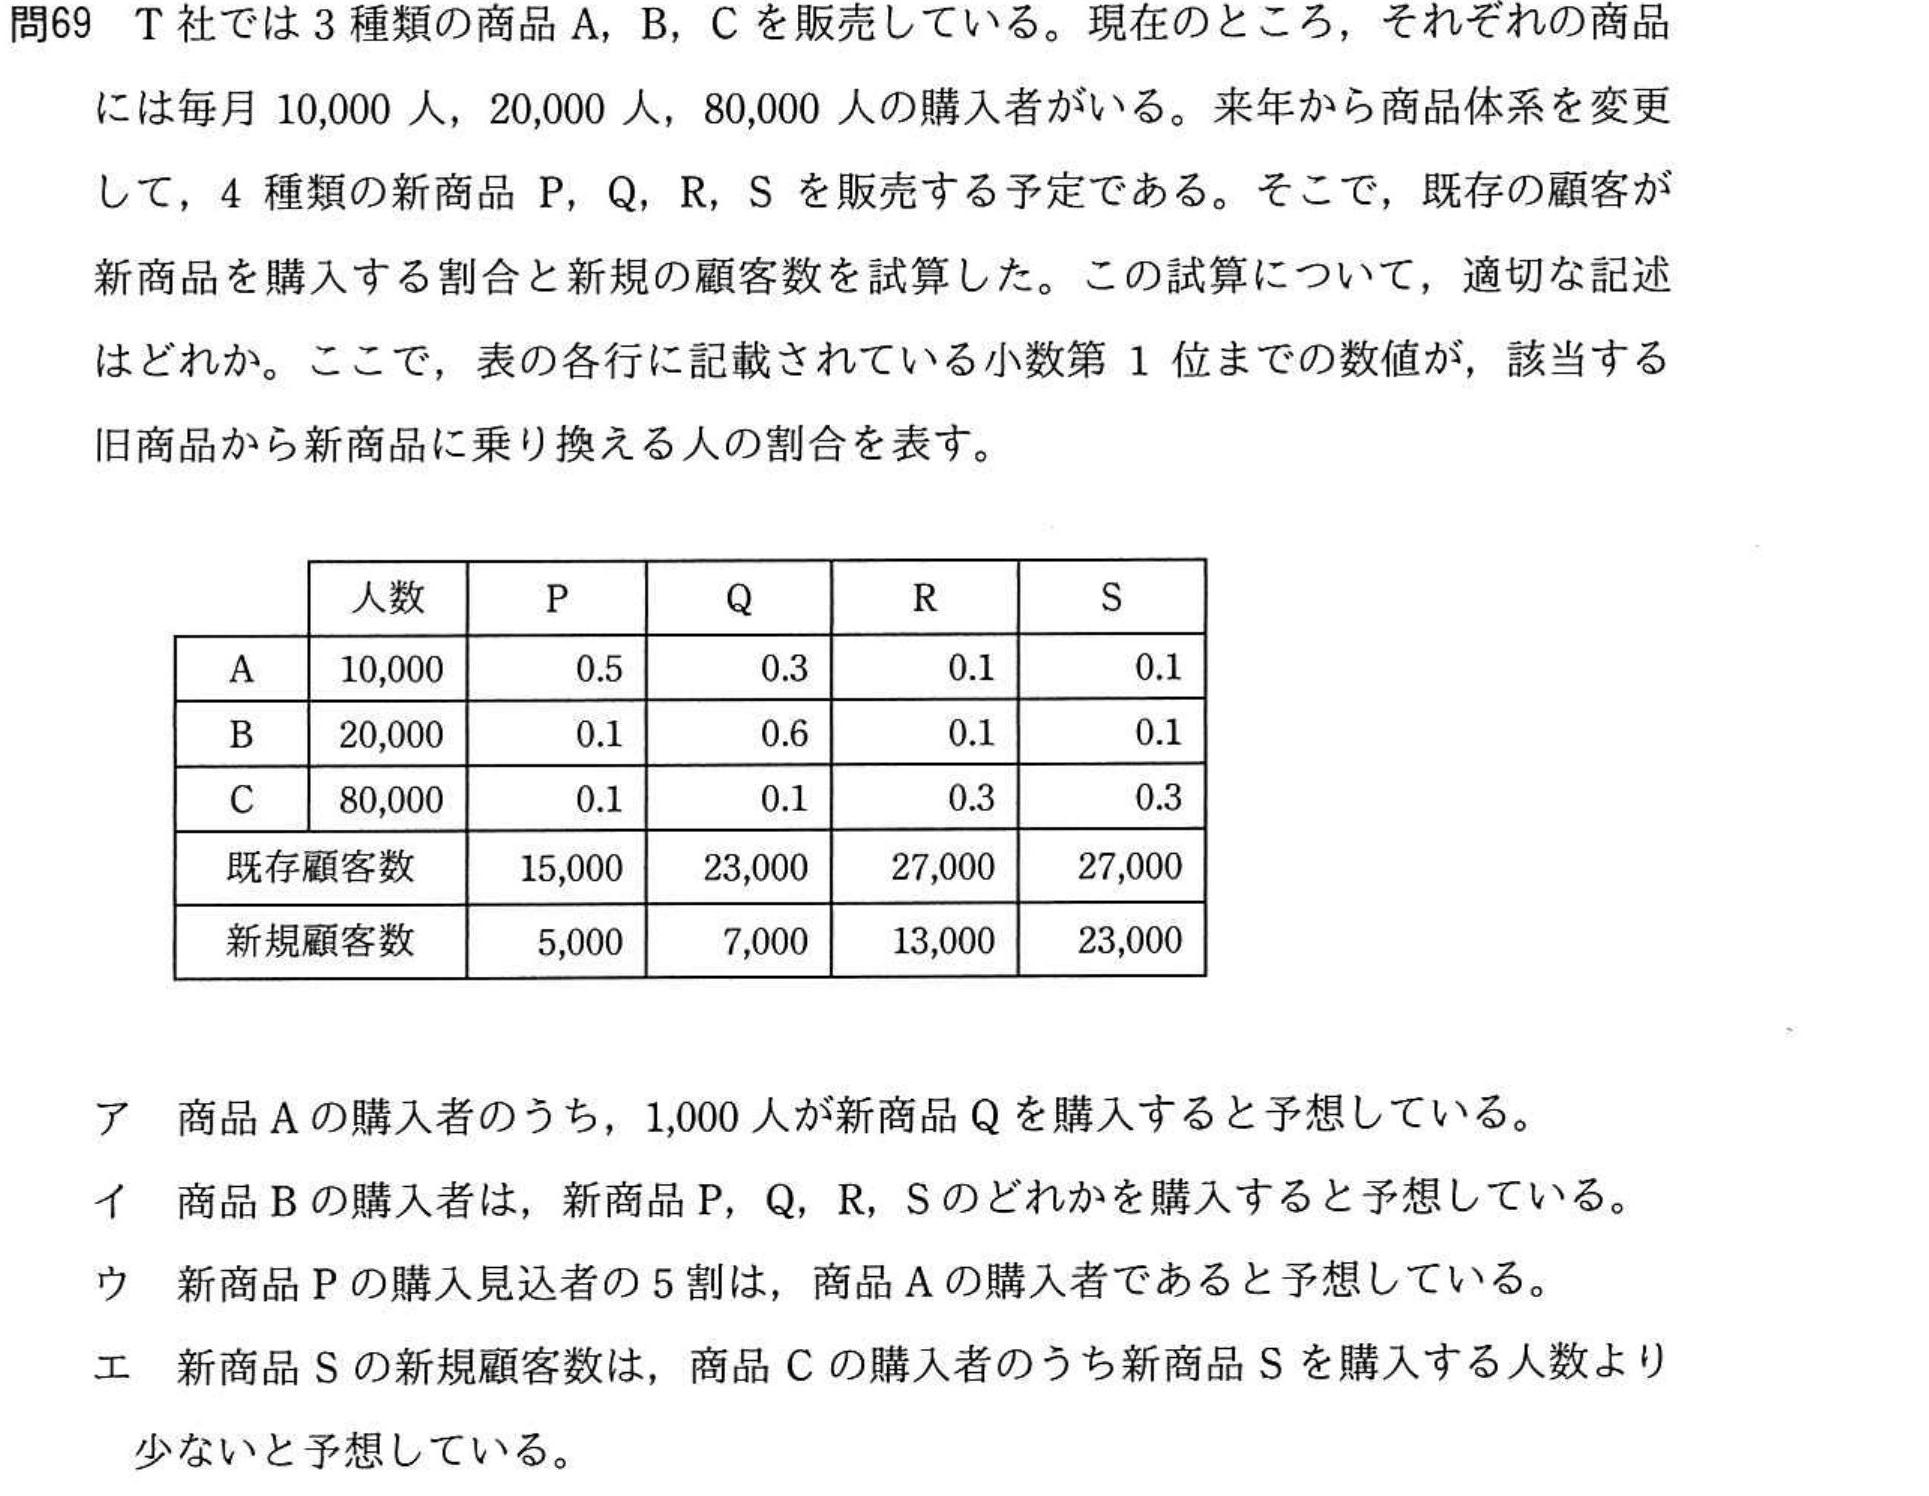 問69 T社では3種類の商品A，B，Cを販売している。現在のところ，それぞれの商品
には毎月10,000人，20,000人，80,000人の購入者がいる。来年から商品体系を変更
して，4種類の新商品P，Q，R，Sを販売する予定である。そこで，既存の顧客が
新商品を購入する割合と新規の顧客数を試算した。この試算について，適切な記述
はどれか。ここで，表の各行に記載されている小数第1位までの数値が，該当する
旧商品から新商品に乗り換える人の割合を表す。
人数 P Q R S
A 10,000 0.5 0.3 0.1 0.1
B 20,000 0.1 0.6 0.1 0.1
C 80,000 0.1 0.1 0.3 0.3
既存顧客数 15,000 23,000 27,000 27,000
新規顧客数 5,000 7,000 13,000 23,000
ア 商品Aの購入者のうち，1,000人が新商品Qを購入すると予想している。
イ 商品Bの購入者は，新商品P，Q，R，Sのどれかを購入すると予想している。
ウ 新商品Pの購入見込者の5割は，商品Aの購入者であると予想している。
エ 新商品Sの新規顧客数は，商品Cの購入者のうち新商品Sを購入する人数より
少ないと予想している。